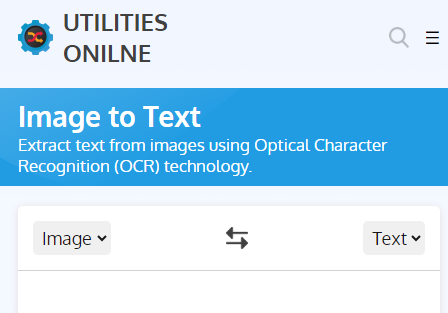 UTILITIES
ONILNE
Image to Text
Extract text from images using Optical Character
Recognition (OCR) technology.
Image
Text